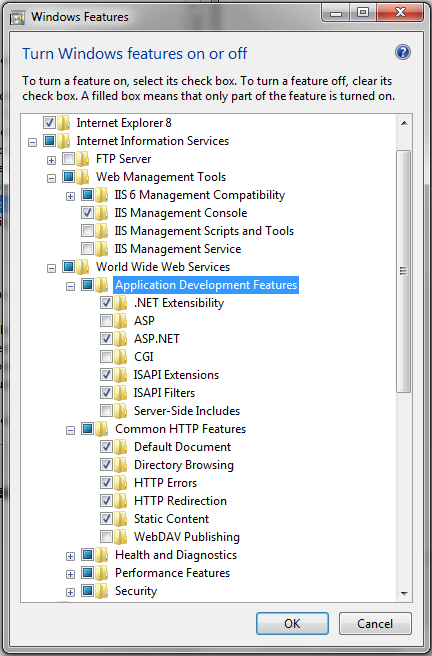 Windows Features
Turn Windows features on or off
To turn a feature on, select its check box. To turn a feature off, clear its
check box. A filled box means that only part of the feature is turned on.
Internet Explorer 8
Internet Information Services
FTP Server
Web Management Tools
IIS 6 Management Compatibility
IIS Management Console
IIS Management Scripts and Tools
IIS Management Service
World Wide Web Services
Application Development Features
.NET Extensibility
ASP
ASP.NET
CGI
ISAPI Extensions
ISAPI Filters
Server-Side Includes
Common HTTP Features
Default Document
Directory Browsing
HTTP Errors
HTTP Redirection
Static Content
WebDAV Publishing
Health and Diagnostics
Performance Features
Security
OK
Cancel